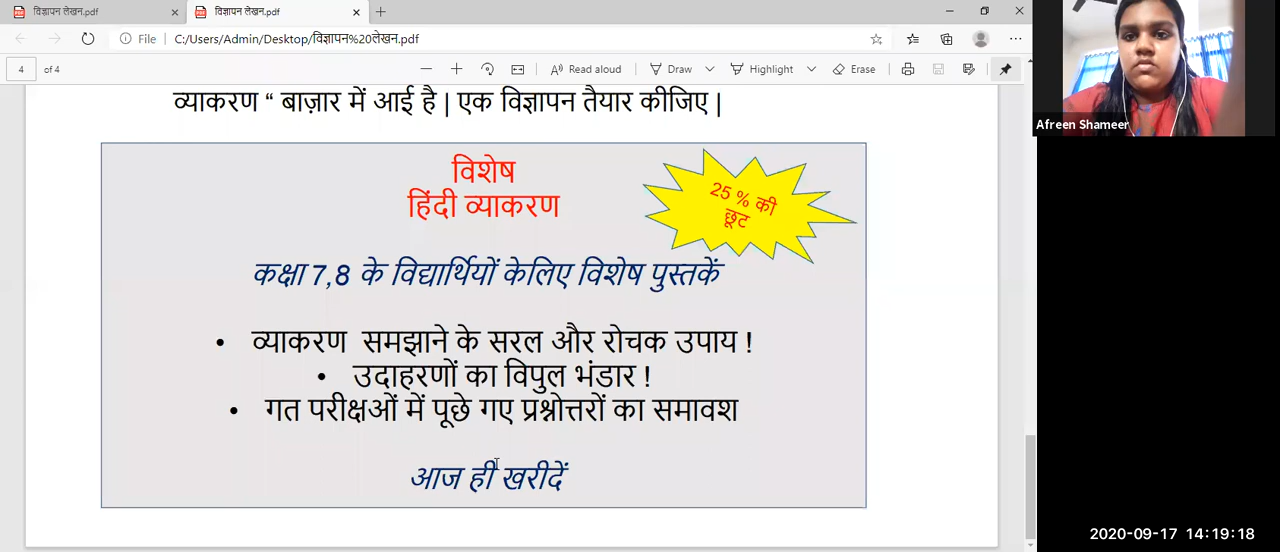 विज्ञापन लेखन.pdf
विज्ञापन लेखन.pdf
File
C:/Users/Admin/Desktop/विज्ञापन%20लेखन.pdf
4 of 4
Read aloud
Draw
Highlight
Erase
Afreen Shameer
व्याकरण “ बाज़ार में आई है | एक विज्ञापन तैयार कीजिए |
विशेष
हिंदी व्याकरण
25 % की
छूट
कक्षा 7,8 के विद्यार्थियों केलिए विशेष पुस्तकें
• व्याकरण समझाने के सरल और रोचक उपाय !
• उदाहरणों का विपुल भंडार !
• गत परीक्षओं में पूछे गए प्रश्नोत्तरों का समावश
आज ही खरीदें
2020-09-17 14:19:18